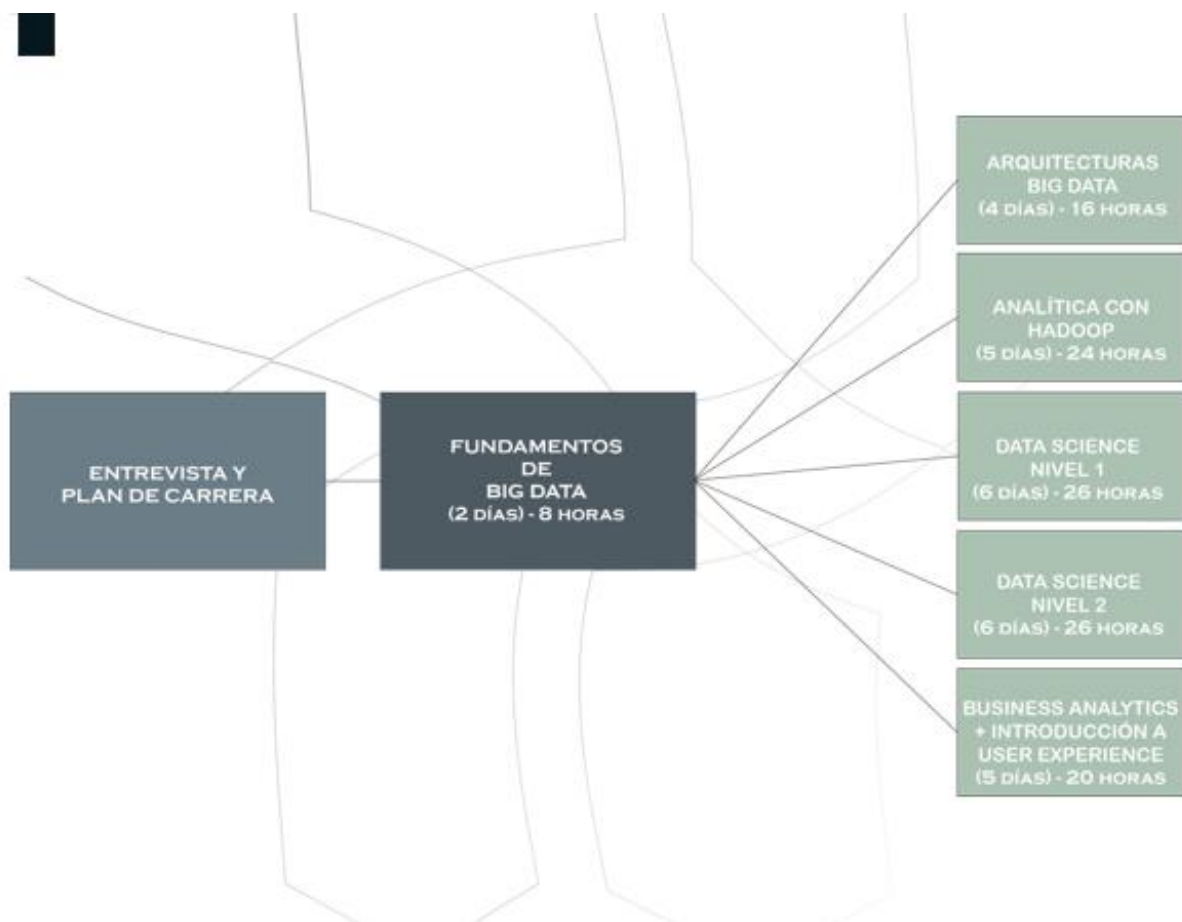 ENTREVISTA Y
PLAN DE CARRERA
FUNDAMENTOS
DE
BIG DATA
(2 DÍAS) - 8 HORAS
ARQUITECTURAS
BIG DATA
(4 DÍAS) - 16 HORAS
ANALÍTICA CON
HADOOP
(5 DÍAS) - 24 HORAS
DATA SCIENCE
NIVEL 1
(6 DÍAS) - 26 HORAS
DATA SCIENCE
NIVEL 2
(6 DÍAS) - 26 HORAS
BUSINESS ANALYTICS
+ INTRODUCCIÓN A
USER EXPERIENCE
(5 DÍAS) - 20 HORAS